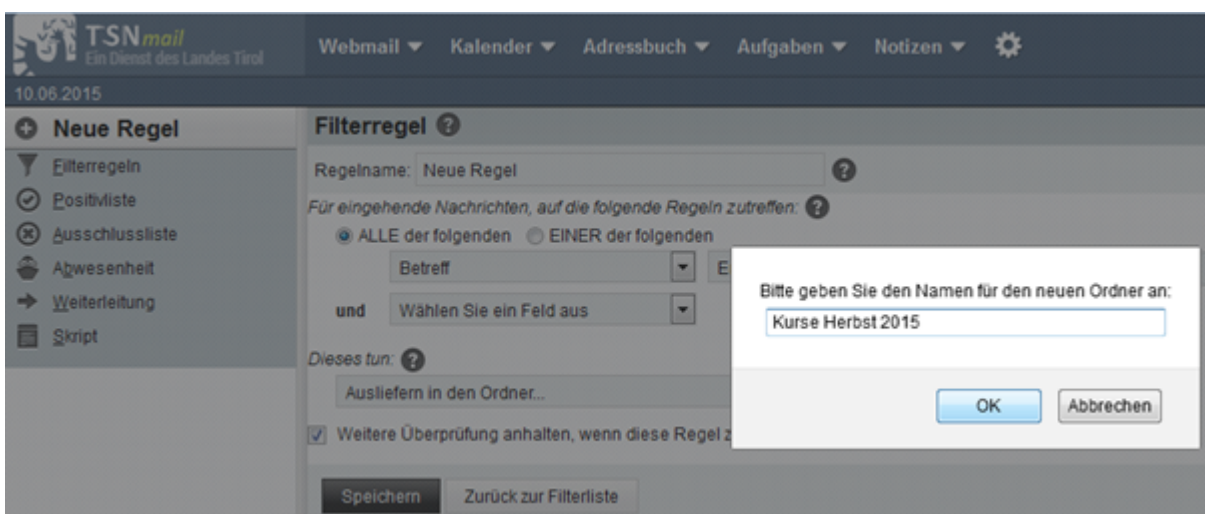 TSNmail
Ein Dienst des Landes Tirol
Webmail Kalender Adressbuch Aufgaben Notizen
10.06.2015
Neue Regel
Filterregeln
Positivliste
Ausschlussliste
Abwesenheit
Weiterleitung
Skript
Filterregel
Regelname: Neue Regel
Für eingehende Nachrichten, auf die folgende Regeln zutreffen:
ALLE der folgenden EINER der folgenden
Betreff
und Wählen Sie ein Feld aus
Dieses tun:
Ausliefern in den Ordner...
Weitere Überprüfung anhalten, wenn diese Regel
Speichern Zurück zur Filterliste
Bitte geben Sie den Namen für den neuen Ordner an:
Kurse Herbst 2015
OK Abbrechen